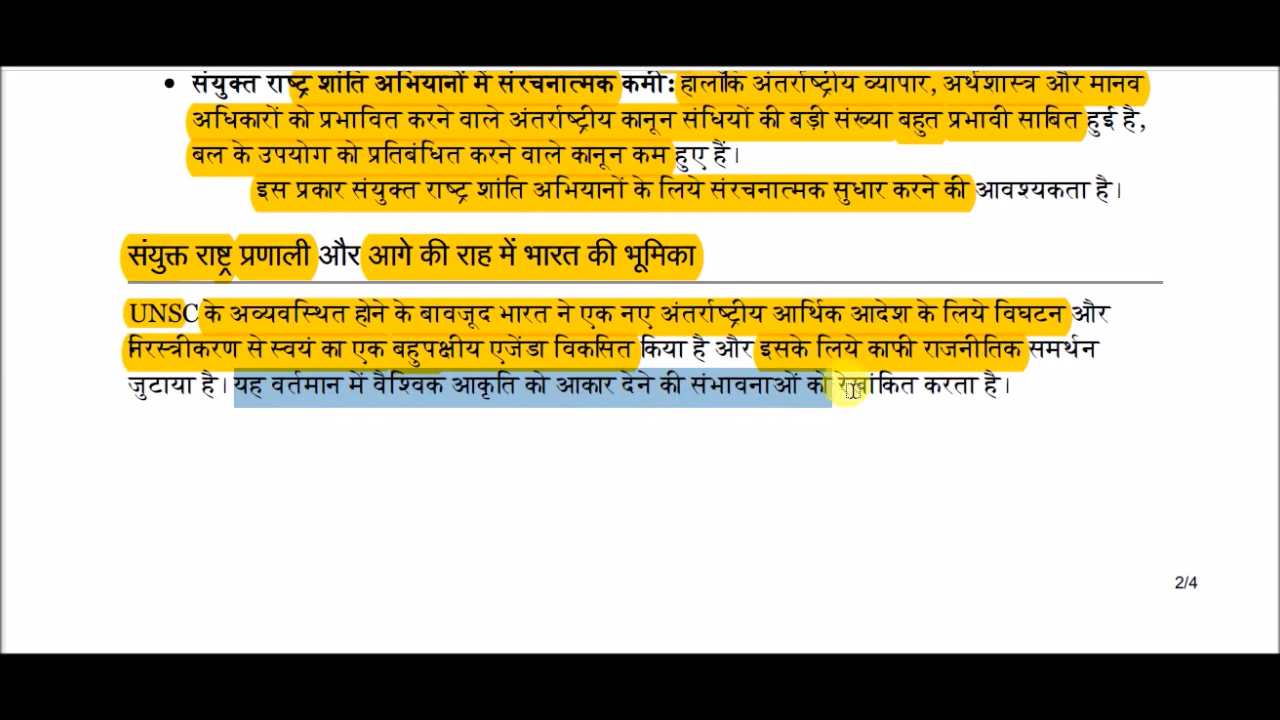 • संयुक्त राष्ट्र शांति अभियानों में संरचनात्मक कमी: हालाँकि अंतर्राष्ट्रीय व्यापार, अर्थशास्त्र और मानव
अधिकारों को प्रभावित करने वाले अंतर्राष्ट्रीय कानून संधियों की बड़ी संख्या बहुत प्रभावी साबित हुई है,
बल के उपयोग को प्रतिबंधित करने वाले कानून कम हुए हैं।
इस प्रकार संयुक्त राष्ट्र शांति अभियानों के लिये संरचनात्मक सुधार करने की आवश्यकता है।
संयुक्त राष्ट्र प्रणाली और आगे की राह में भारत की भूमिका
UNSC के अव्यवस्थित होने के बावजूद भारत ने एक नए अंतर्राष्ट्रीय आर्थिक आदेश के लिये विघटन और
निरस्त्रीकरण से स्वयं का एक बहुपक्षीय एजेंडा विकसित किया है और इसके लिये काफी राजनीतिक समर्थन
जुटाया है। यह वर्तमान में वैश्विक आकृति को आकार देने की संभावनाओं को रेखांकित करता है।
2/4